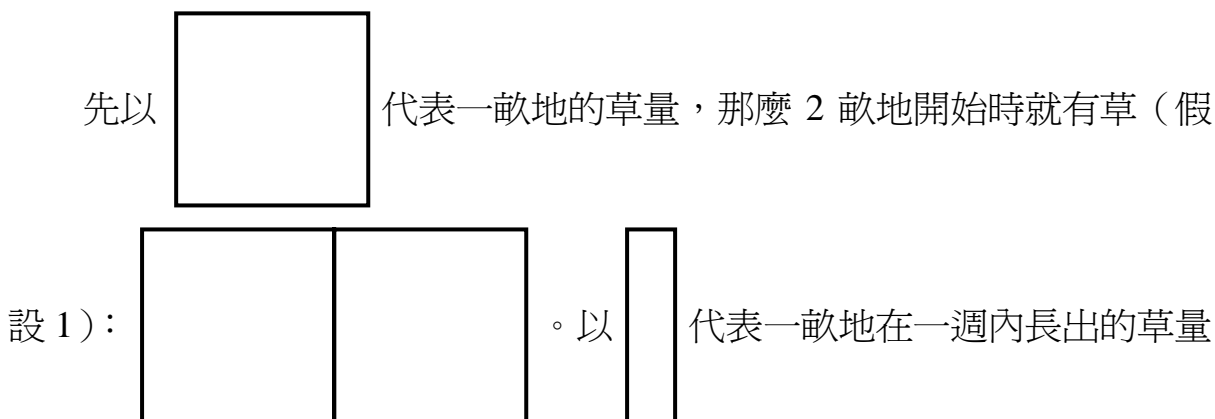 先以 代表一畝地的草量，那麼 2 畝地開始時就有草（假
設 1）： 。以 代表一畝地在一週內長出的草量